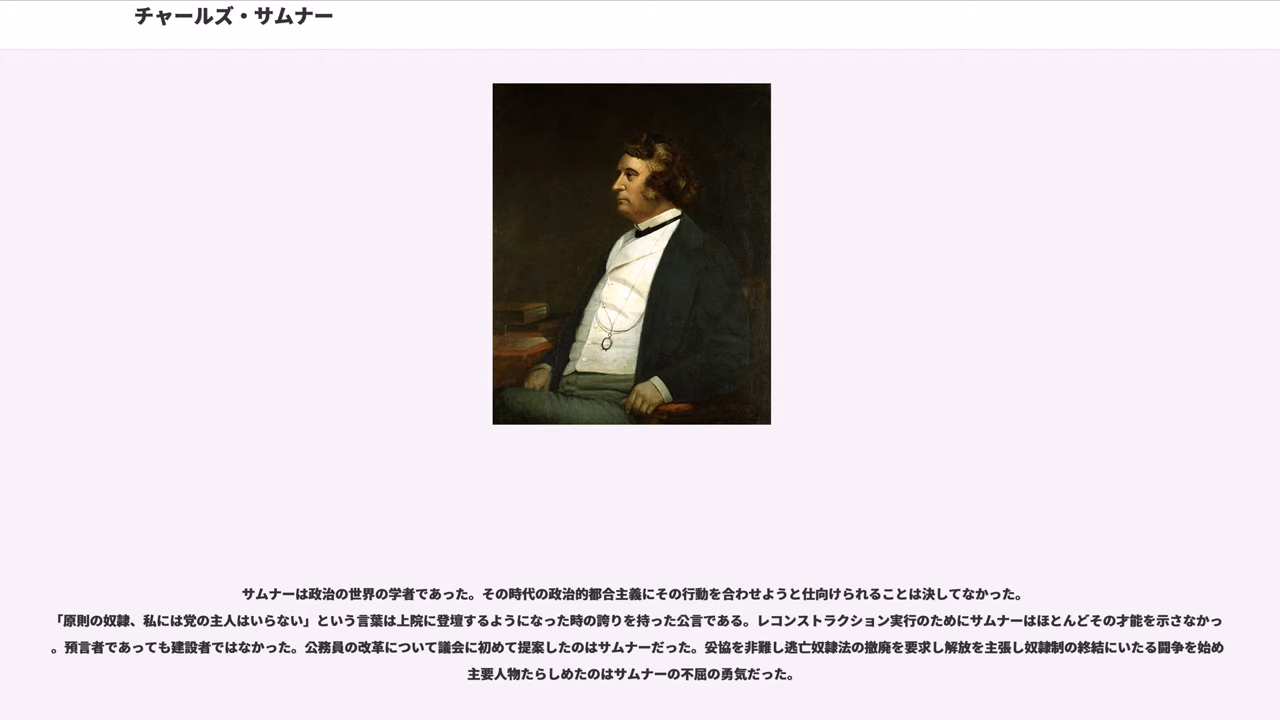 チャールズ・サムナー
サムナーは政治の世界の学者であった。その時代の政治的都合主義にその行動を合わせようと仕向けられることは決してなかった。
「原則の奴隷、私には党の主人はいらない」という言葉は上院に登壇するようになった時の誇りを持った公言である。レコンストラクション実行のためにサムナーはほとんどその才能を示さなかっ
。預言者であっても建設者ではなかった。公務員の改革について議会に初めて提案したのはサムナーだった。妥協を非難し逃亡奴隷法の撤廃を要求し解放を主張し奴隷制の終結にいたる闘争を始め
主要人物たらしめたのはサムナーの不屈の勇気だった。